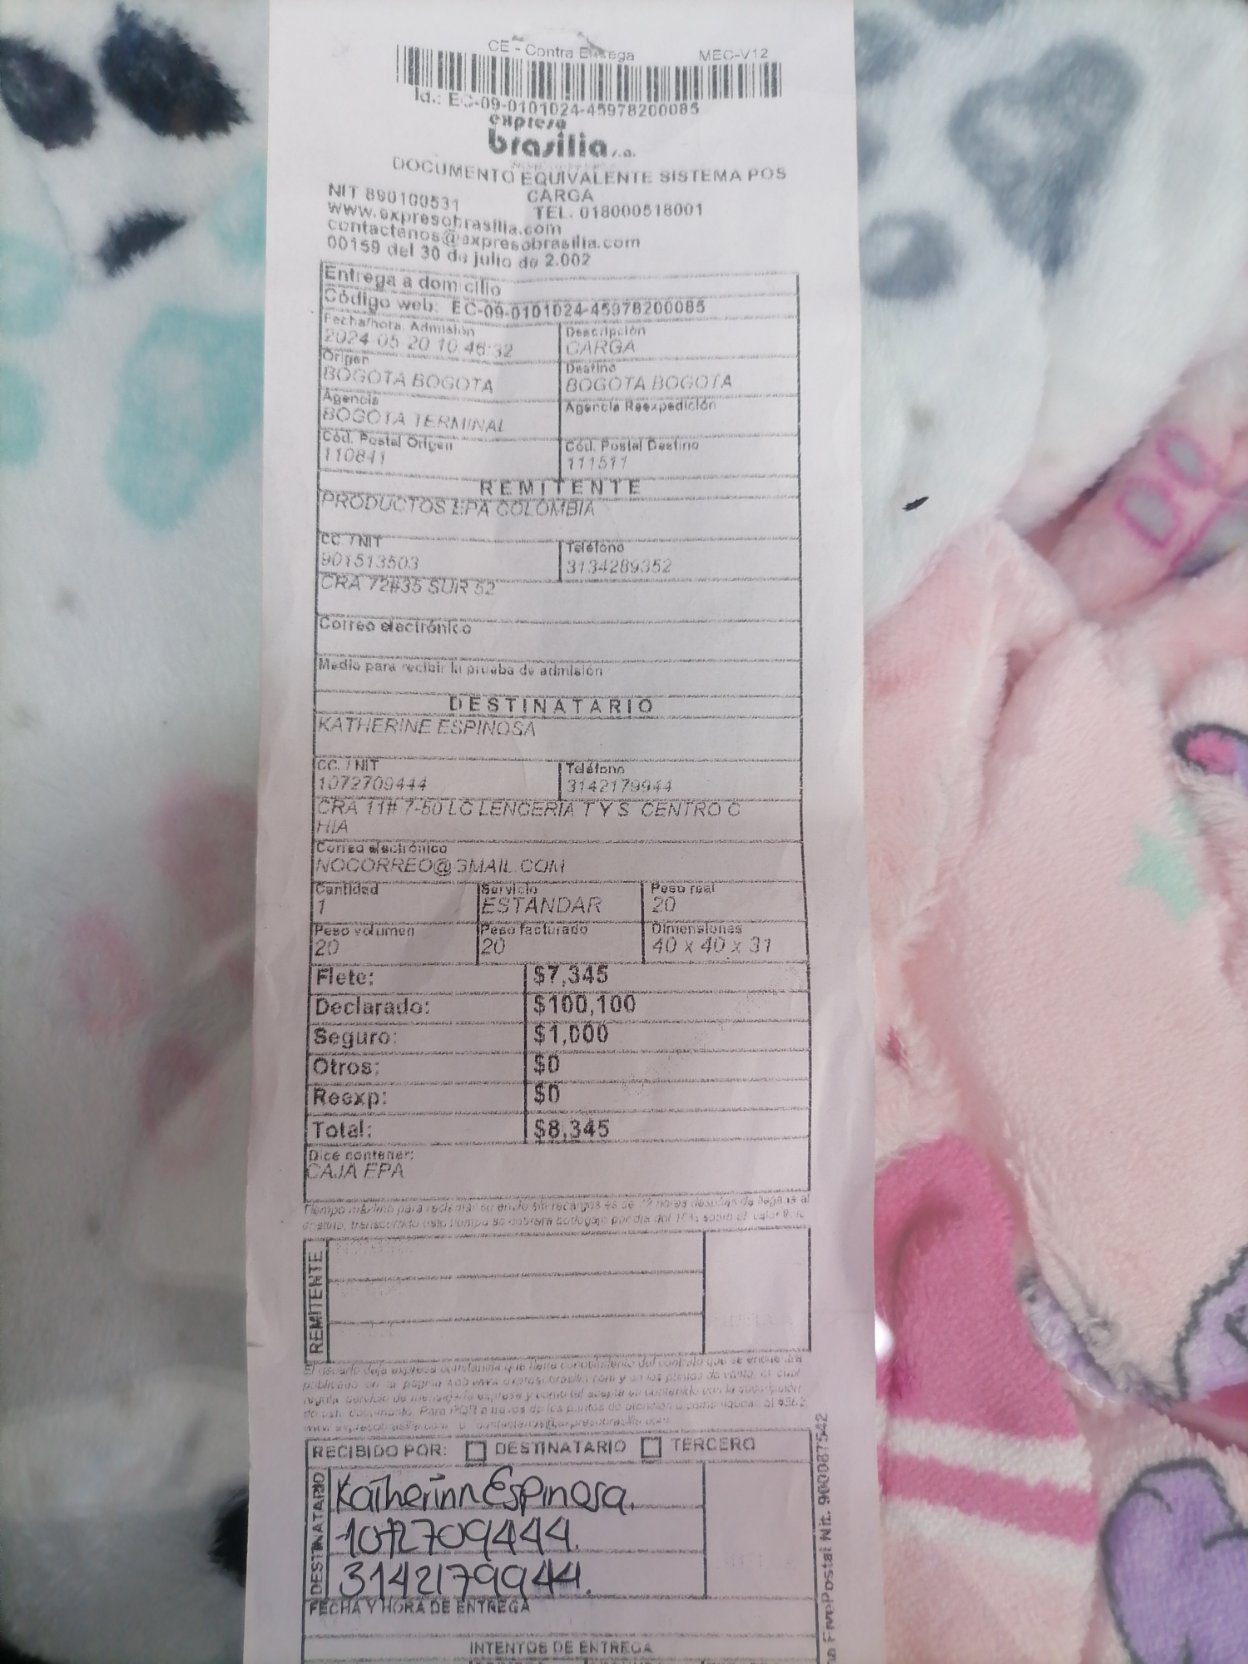 CE - Contra Entrega MEC-V12
Id.: EC-09-0101024-45978200085
expreso
brasilia s.a.
DOCUMENTO EQUIVALENTE SISTEMA POS
CARGA
NIT 890100531 TEL. 018000518001
www.expresobrasilia.com
contactenos@expresobrasilia.com
00159 del 30 de julio de 2.002
Entrega a domicilio
Código web: EC-09-0101024-45978200085
Fecha/hora Admisión Descripción
2024-05-20 10:46:32 CARGA
Origen Destino
BOGOTA BOGOTA BOGOTA BOGOTA
Agencia Agencia Reexpedición
BOGOTA TERMINAL
Cód. Postal Origen Cód. Postal Destino
110841 111511
REMITENTE
PRODUCTOS EPA COLOMBIA
CC. / NIT Teléfono
901513503 3134289352
CRA 72#35 SUR 52
Correo electrónico
Medio para recibir la prueba de admisión
DESTINATARIO
KATHERINE ESPINOSA
CC. / NIT Teléfono
1072709444 3142179944
CRA 11# 7-60 LC LENCERIA T Y S CENTRO C
HIA
Correo electrónico
NOCORREO@GMAIL.COM
Cantidad Servicio Peso real
1 ESTANDAR 20
Peso volumen Peso facturado Dimensiones
20 20 40 x 40 x 31
Flete: $7,345
Declarado: $100,100
Seguro: $1,000
Otros: $0
Reexp: $0
Total: $8,345
Dice contener:
CAJA EPA
REMITENTE
RECIBIDO POR: DESTINATARIO TERCERO
DESTINATARIO
Katherinn Espinosa.
1072709444.
3142179944.
FECHA Y HORA DE ENTREGA
INTENTOS DE ENTREGA
FivePostal Nit. 900087542